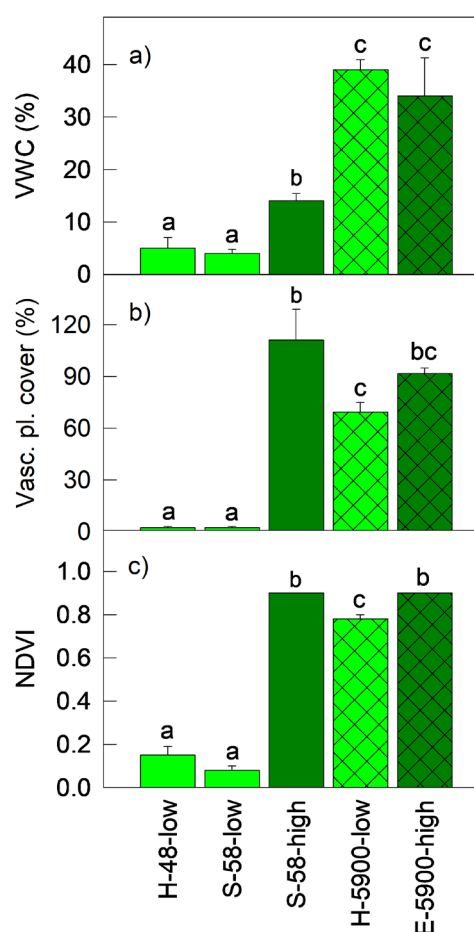 a)
VWC (%)
40
30
20
10
0
a
a
b
c
c
b)
Vasc. pl. cover (%)
120
90
60
30
0
a
a
b
c
bc
c)
NDVI
1.0
0.8
0.6
0.4
0.2
0.0
a
a
b
c
b
H-48-low
S-58-low
S-58-high
H-5900-low
E-5900-high